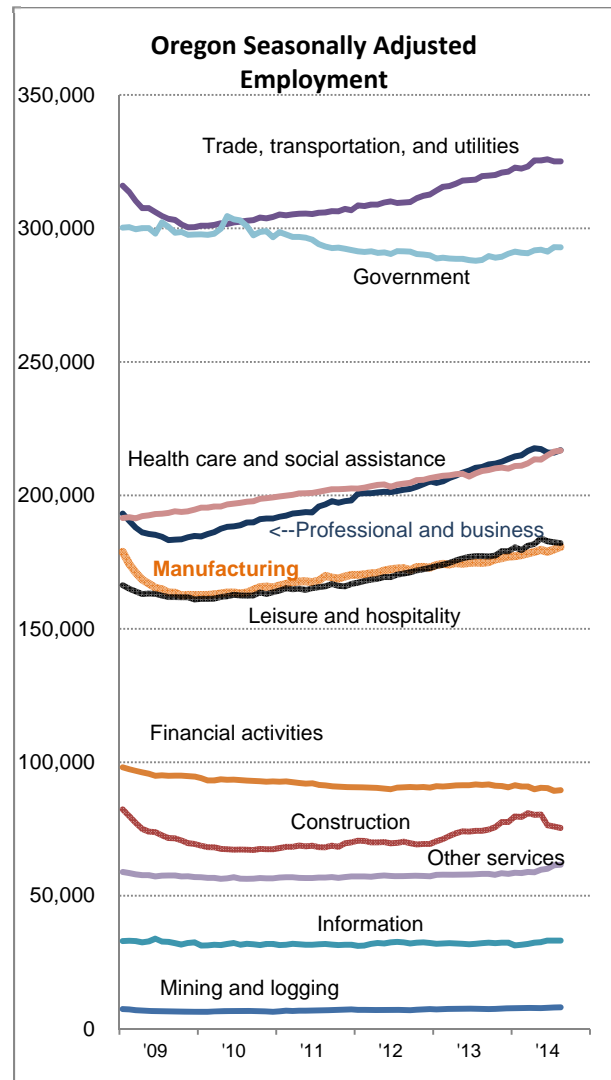 Oregon Seasonally Adjusted
Employment
350,000
Trade, transportation, and utilities
300,000
Government
250,000
Health care and social assistance
200,000
<--Professional and business
Manufacturing
Leisure and hospitality
150,000
Financial activities
100,000
Construction
Other services
50,000
Information
Mining and logging
0
'09 '10 '11 '12 '13 '14